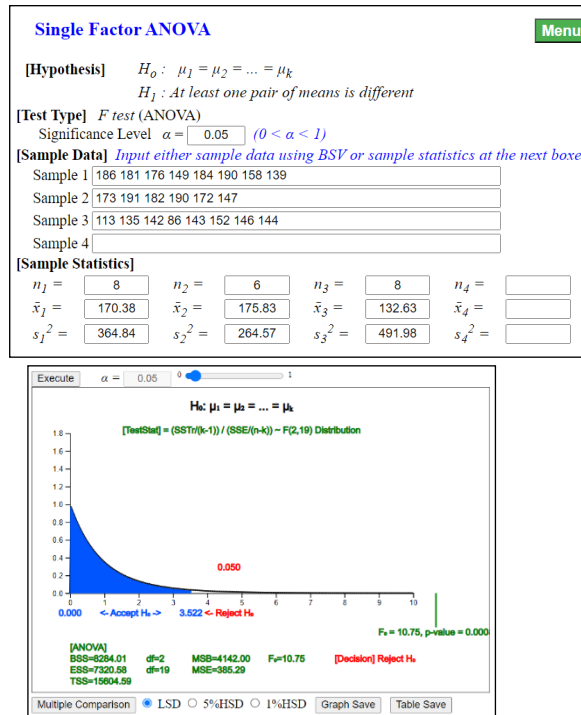 Single Factor ANOVA
Menu
[Hypothesis] Ho : μ1 = μ2 = ... = μk
H1 : At least one pair of means is different
[Test Type] F test (ANOVA)
Significance Level α = 0.05 (0 < α < 1)
[Sample Data] Input either sample data using BSV or sample statistics at the next boxe
Sample 1 186 181 176 149 184 190 158 139
Sample 2 173 191 182 190 172 147
Sample 3 113 135 142 86 143 152 146 144
Sample 4
[Sample Statistics]
n1 = 8 n2 = 6 n3 = 8 n4 =
x̄1 = 170.38 x̄2 = 175.83 x̄3 = 132.63 x̄4 =
s1² = 364.84 s2² = 264.57 s3² = 491.98 s4² =
Execute α = 0.05 0 1
H₀: μ₁ = μ₂ = ... = μk
[TestStat] = (SSTr/(k-1)) / (SSE/(n-k)) ~ F(2,19) Distribution
1.8
1.4
1.2
1.0
0.8
0.6
0.4
0.2
0.0
0.050
0 1 2 3 4 5 6 7 8 9 10
0.000 <- Accept H₀ -> 3.522 <- Reject H₀
F₀ = 10.75, p-value = 0.000
[ANOVA]
BSS=8284.01 df=2 MSB=4142.00 F₀=10.75 [Decision] Reject H₀
ESS=7320.58 df=19 MSE=385.29
TSS=15604.59
Multiple Comparison LSD 5%HSD 1%HSD Graph Save Table Save